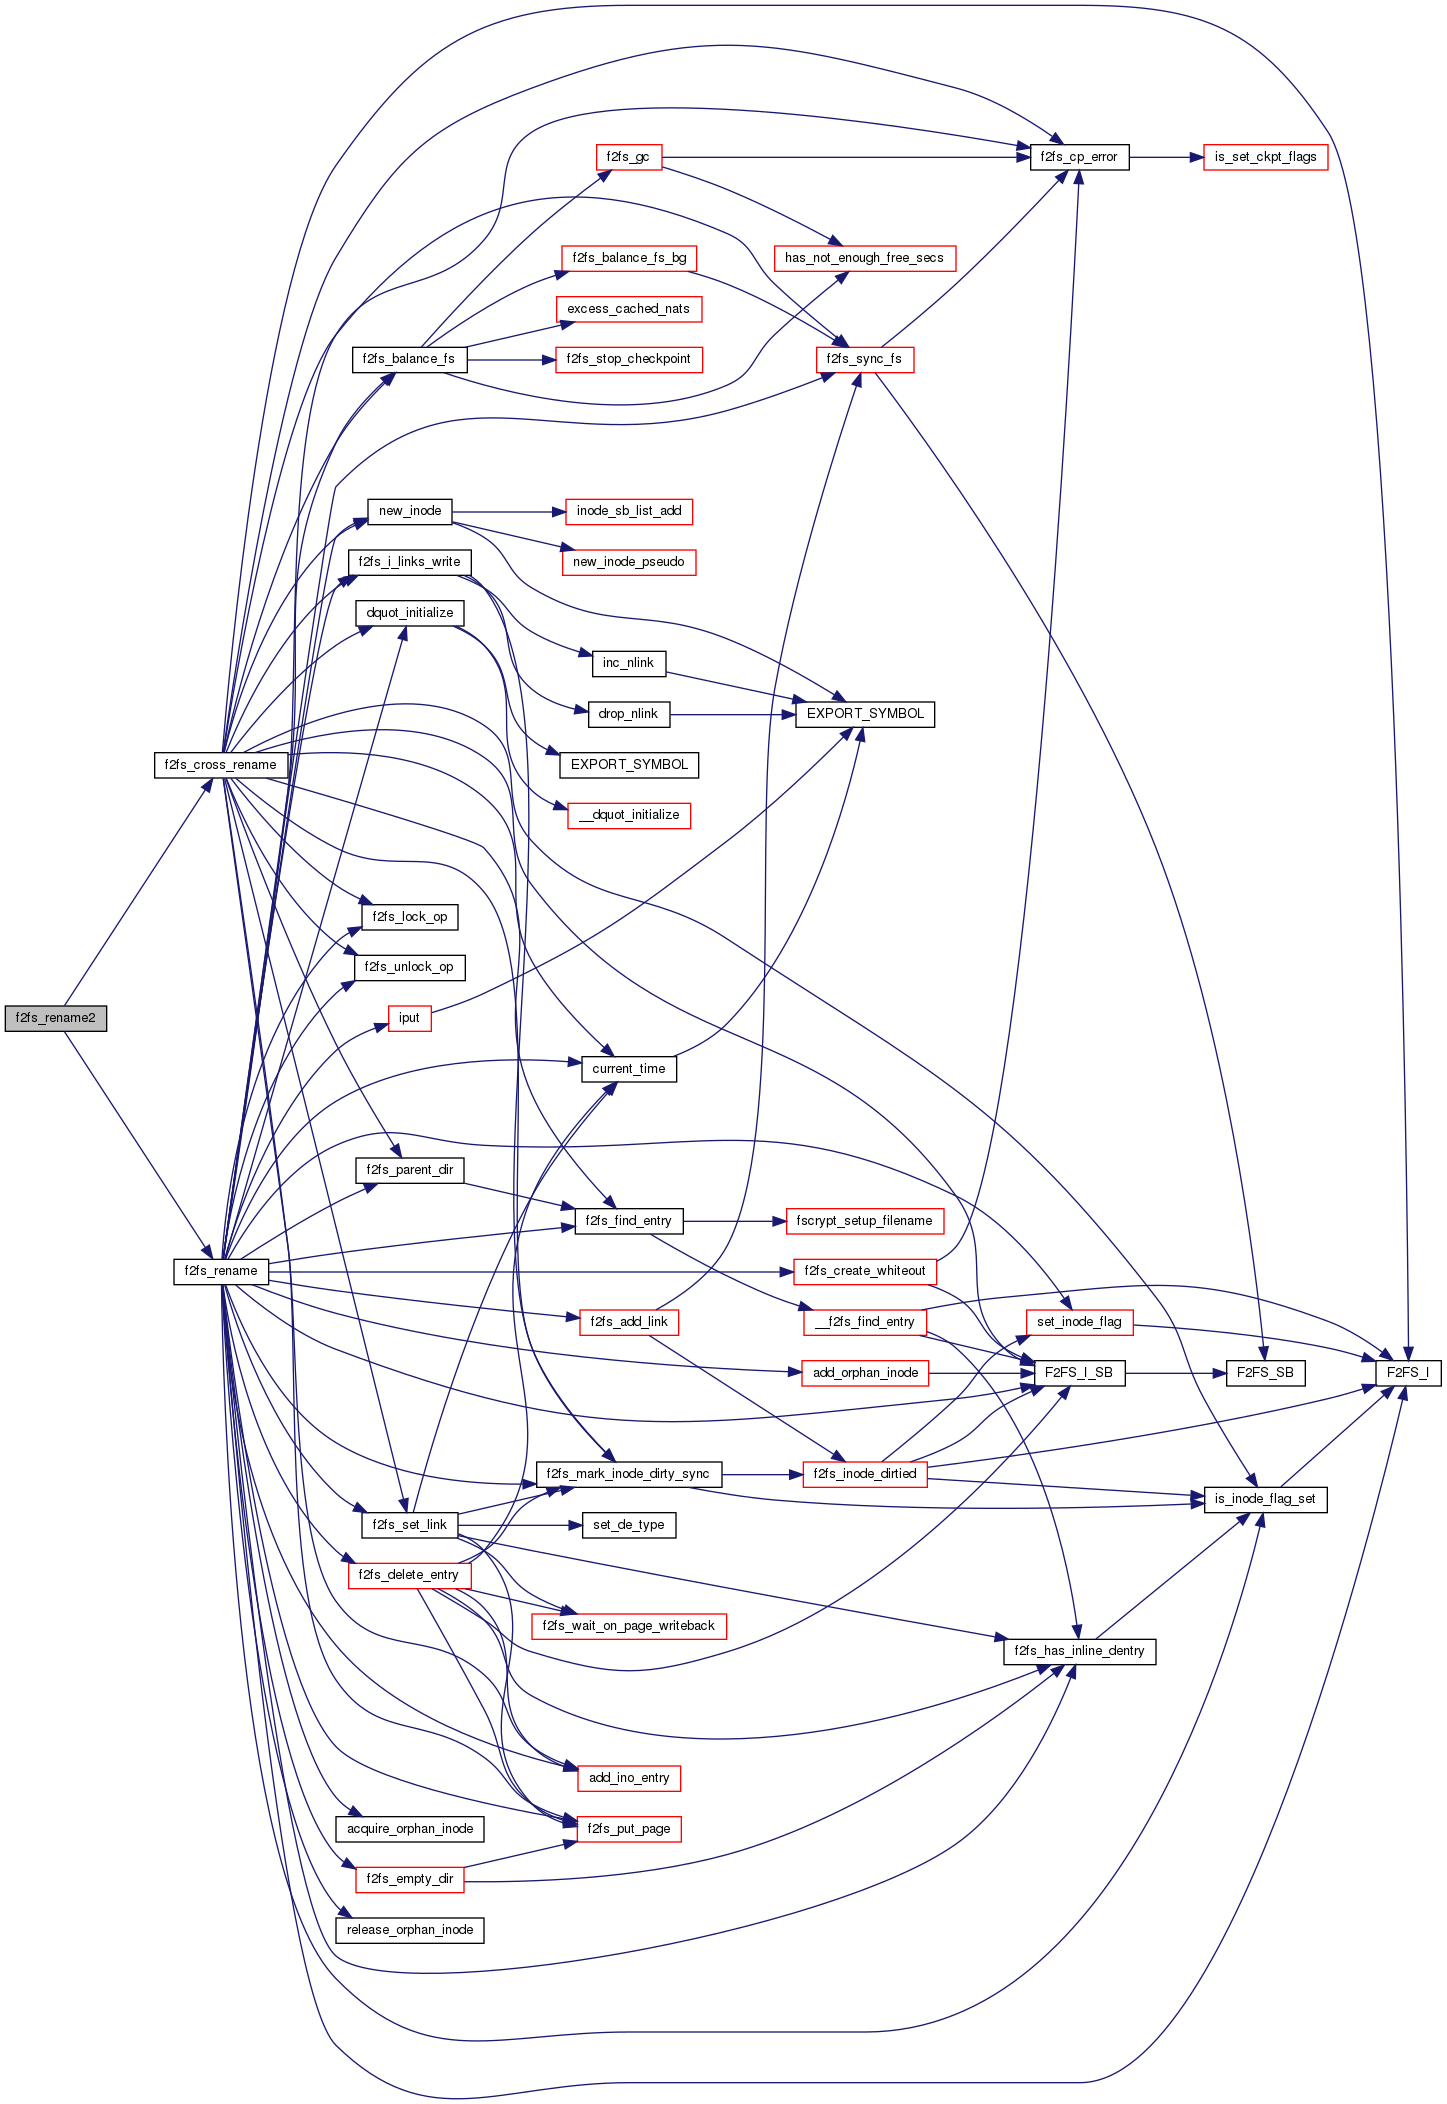 f2fs_cp_error
is_set_ckpt_flags
f2fs_gc
f2fs_balance_fs_bg
has_not_enough_free_secs
excess_cached_nats
f2fs_balance_fs
f2fs_stop_checkpoint
f2fs_sync_fs
new_inode
inode_sb_list_add
f2fs_i_links_write
new_inode_pseudo
dquot_initialize
inc_nlink
drop_nlink
EXPORT_SYMBOL
f2fs_cross_rename
EXPORT_SYMBOL
__dquot_initialize
f2fs_lock_op
f2fs_unlock_op
f2fs_rename2
iput
current_time
f2fs_parent_dir
f2fs_find_entry
fscrypt_setup_filename
f2fs_rename
f2fs_create_whiteout
f2fs_add_link
__f2fs_find_entry
set_inode_flag
add_orphan_inode
F2FS_I_SB
F2FS_SB
F2FS_I
f2fs_mark_inode_dirty_sync
f2fs_inode_dirtied
is_inode_flag_set
f2fs_set_link
set_de_type
f2fs_delete_entry
f2fs_wait_on_page_writeback
f2fs_has_inline_dentry
add_ino_entry
acquire_orphan_inode
f2fs_put_page
f2fs_empty_dir
release_orphan_inode